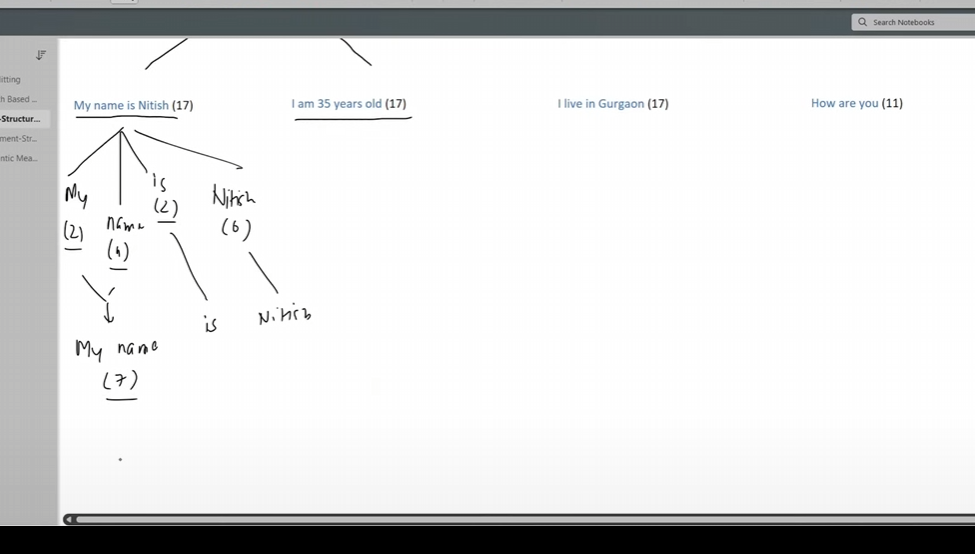 Search Notebooks
litting
h Based ...
-Structur...
ment-Str...
ntic Mea...
My name is Nitish (17)
I am 35 years old (17)
I live in Gurgaon (17)
How are you (11)
My
(2)
name
(4)
is
(2)
Nitish
(6)
My name
(7)
is
Nitish